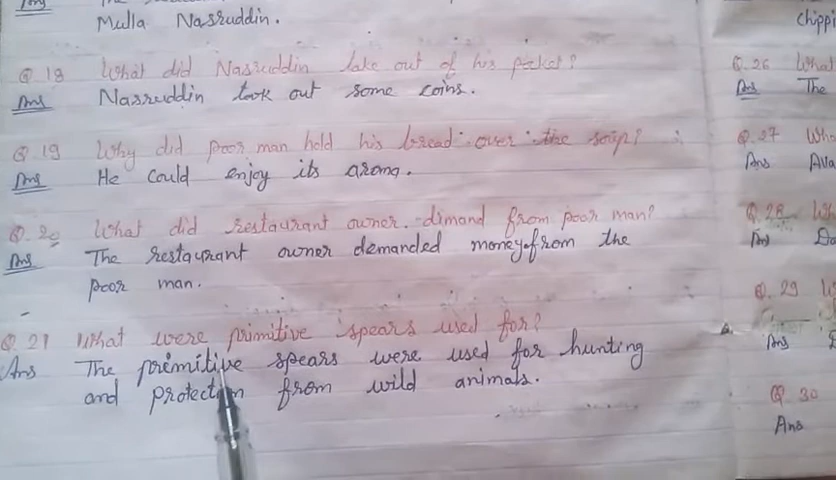 Ans
Mulla Nasruddin.
Q.18 What did Nasruddin take out of his pocket?
Ans Nasruddin took out some coins.
Q.19 Why did poor man hold his bread over the soup?
Ans He could enjoy its aroma.
Q.20 What did restaurant owner dimand from poor man?
Ans The restaurant owner demanded money from the
poor man.
Q 21 What were primitive spears used for?
Ans The primitive spears were used for hunting
and protection from wild animals.
Chippi
Q.26 What
Ans The
Q.27 Wha
Ans Ava
Q.28
Ans
Q.29
Ans
Q 30
Ans